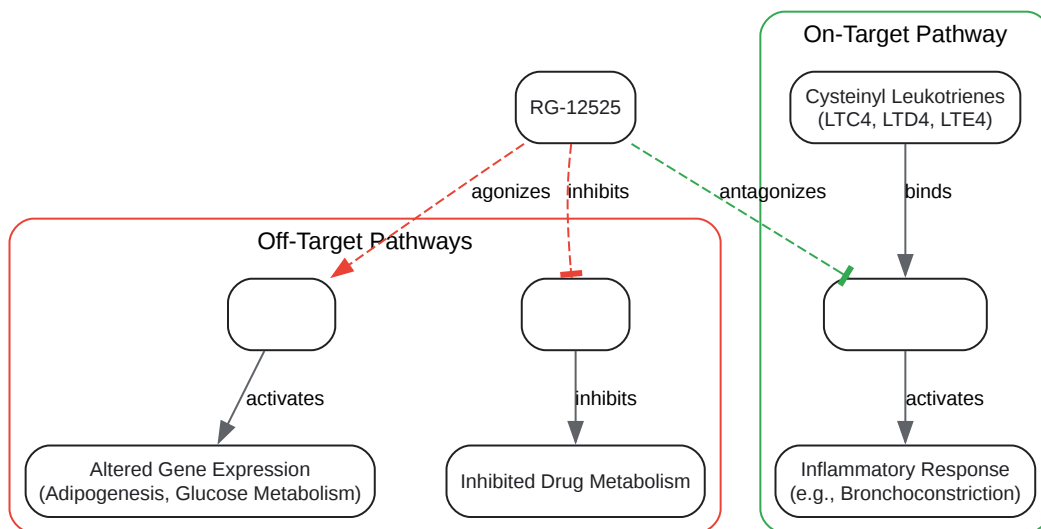 On-Target Pathway
RG-12525
Cysteinyl Leukotrienes
(LTC4, LTD4, LTE4)
agonizes
inhibits
antagonizes
binds
Off-Target Pathways
activates
inhibits
activates
Altered Gene Expression
(Adipogenesis, Glucose Metabolism)
Inhibited Drug Metabolism
Inflammatory Response
(e.g., Bronchoconstriction)